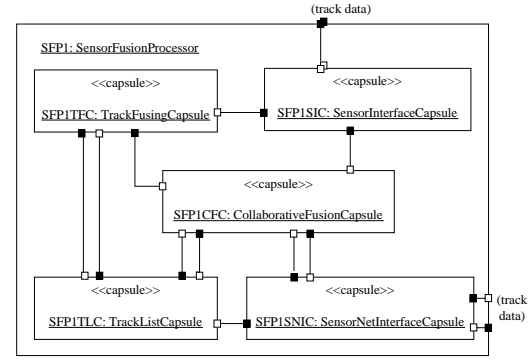 (track data)
SFP1: SensorFusionProcessor
<<capsule>>
SFP1TFC: TrackFusingCapsule
<<capsule>>
SFP1SIC: SensorInterfaceCapsule
<<capsule>>
SFP1CFC: CollaborativeFusionCapsule
<<capsule>>
SFP1TLC: TrackListCapsule
<<capsule>>
SFP1SNIC: SensorNetInterfaceCapsule
(track
data)